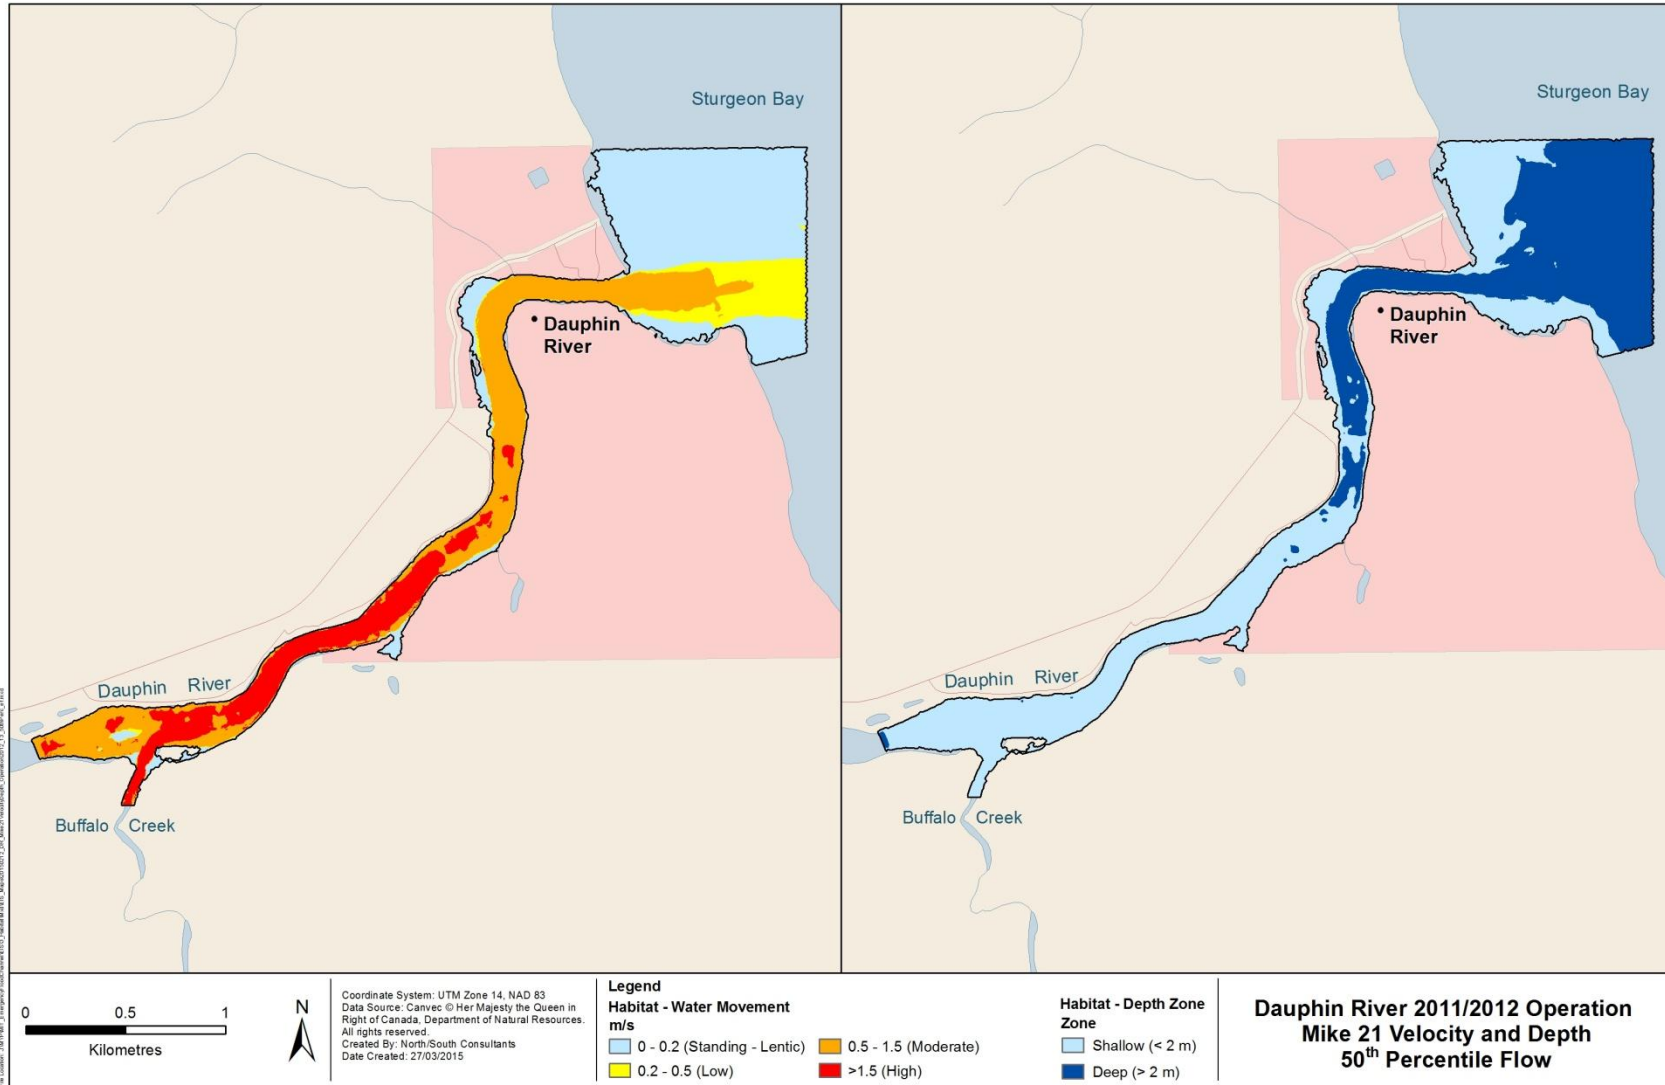 Sturgeon Bay
Dauphin
River
Dauphin River
Buffalo Creek
Sturgeon Bay
Dauphin
River
Dauphin River
Buffalo Creek
0 0.5 1
Kilometres
N
Coordinate System: UTM Zone 14, NAD 83
Data Source: Canvec © Her Majesty the Queen in
Right of Canada, Department of Natural Resources.
All rights reserved.
Created By: North/South Consultants
Date Created: 27/03/2015
Legend
Habitat - Water Movement
m/s
0 - 0.2 (Standing - Lentic)
0.2 - 0.5 (Low)
0.5 - 1.5 (Moderate)
>1.5 (High)
Habitat - Depth Zone
Zone
Shallow (< 2 m)
Deep (> 2 m)
Dauphin River 2011/2012 Operation
Mike 21 Velocity and Depth
50th Percentile Flow